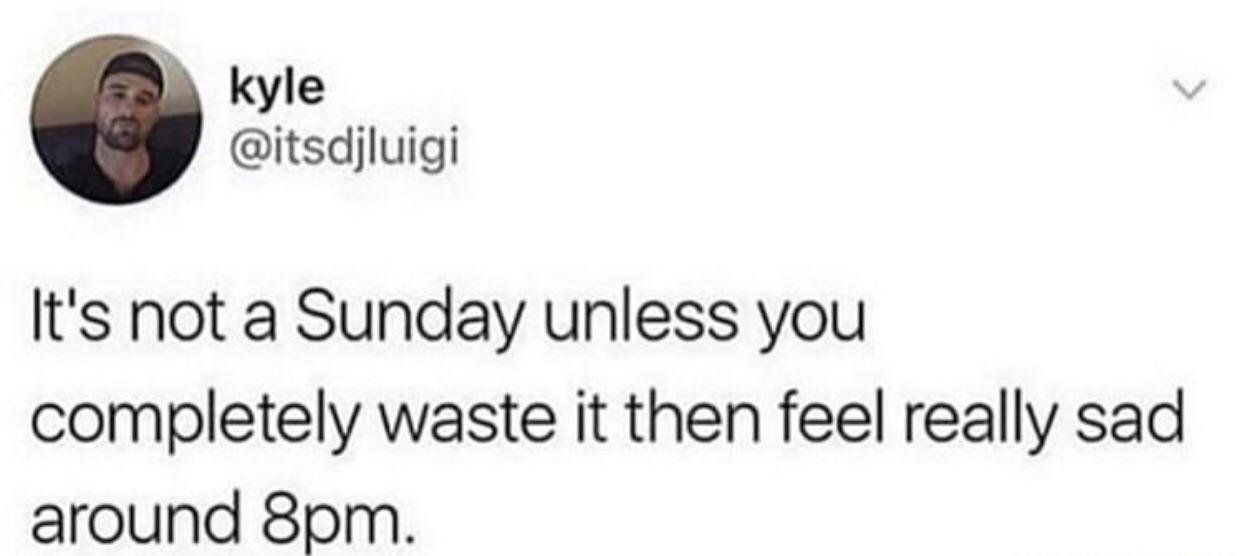 kyle
@itsdjluigi
It's not a Sunday unless you
completely waste it then feel really sad
around 8pm.